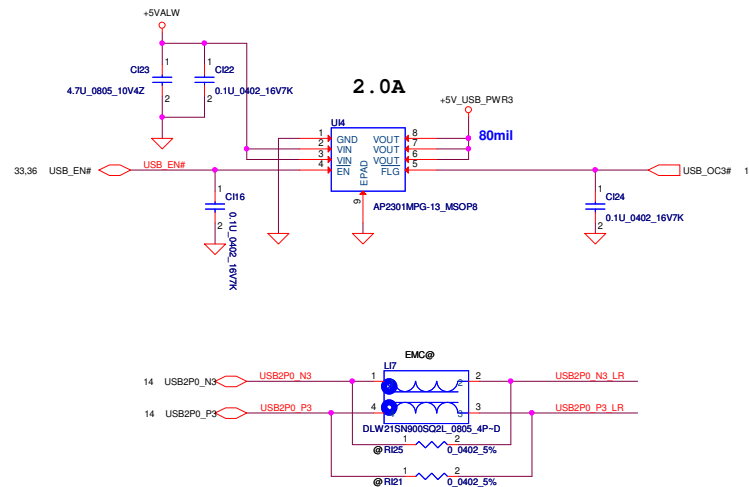 +5VALW
CI23
1
4.7U_0805_10V4Z
2
CI22
1
0.1U_0402_16V7K
2
2.0A
+5V_USB_PWR3
80mil
UI4
1 GND VOUT 8
2 VIN VOUT 7
3 VIN VOUT 6
4 EN FLG 5
EPAD
9
AP2301MPG-13_MSOP8
33,36 USB_EN# USB_EN#
USB_OC3# 1
1
CI16
2
0.1U_0402_16V7K
1
CI24
0.1U_0402_16V7K
2
EMC@
LI7
14 USB2P0_N3 USB2P0_N3 1 2 2 USB2P0_N3_LR
14 USB2P0_P3 USB2P0_P3 4 3 3 USB2P0_P3_LR
DLW21SN900SQ2L_0805_4P~D
1 2
@RI25 0_0402_5%
1 2
@RI21 0_0402_5%